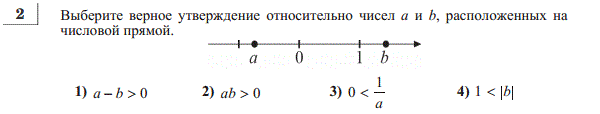 2
Выберите верное утверждение относительно чисел a и b, расположенных на
числовой прямой.
a 0 1 b
1) a – b > 0 2) ab > 0 3) 0 < 1/a 4) 1 < |b|